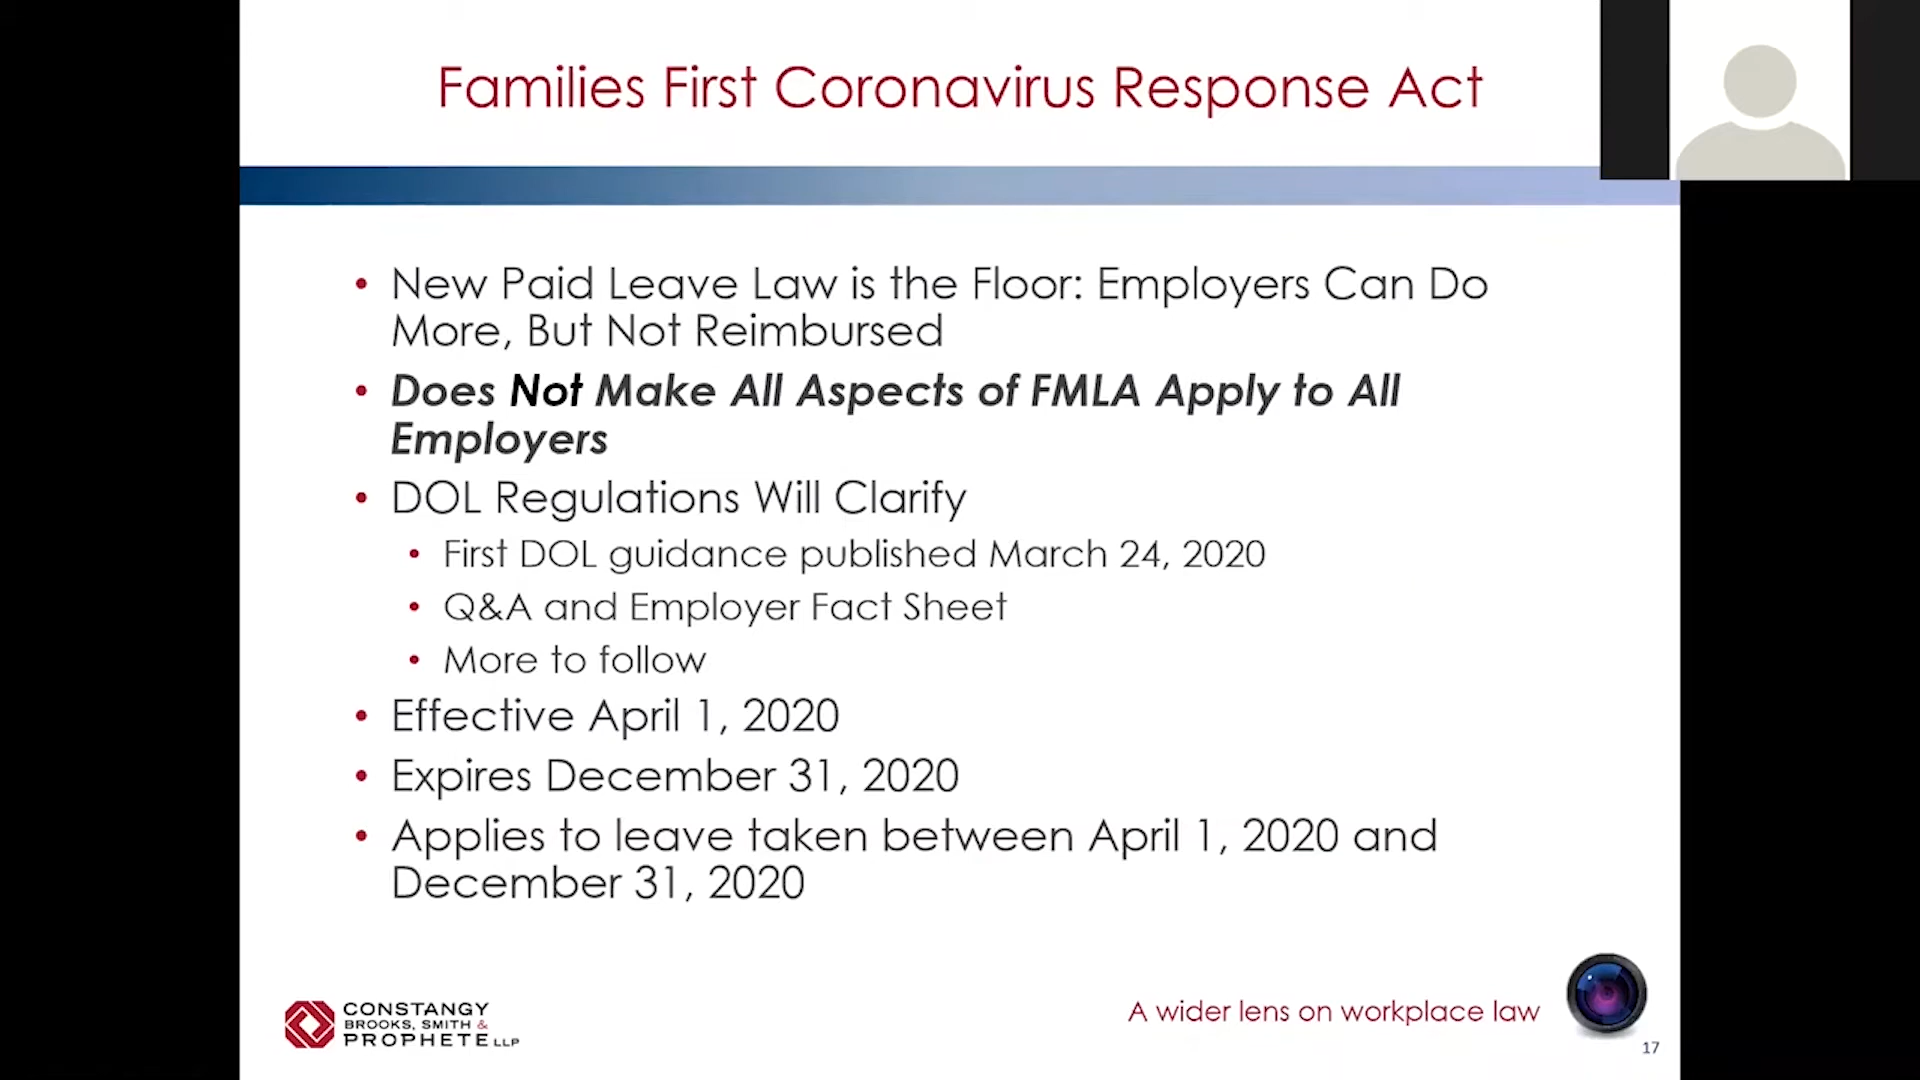 Families First Coronavirus Response Act
• New Paid Leave Law is the Floor: Employers Can Do
More, But Not Reimbursed
• Does Not Make All Aspects of FMLA Apply to All
Employers
• DOL Regulations Will Clarify
• First DOL guidance published March 24, 2020
• Q&A and Employer Fact Sheet
• More to follow
• Effective April 1, 2020
• Expires December 31, 2020
• Applies to leave taken between April 1, 2020 and
December 31, 2020
CONSTANGY
BROOKS, SMITH &
PROPHETE LLP
A wider lens on workplace law
17